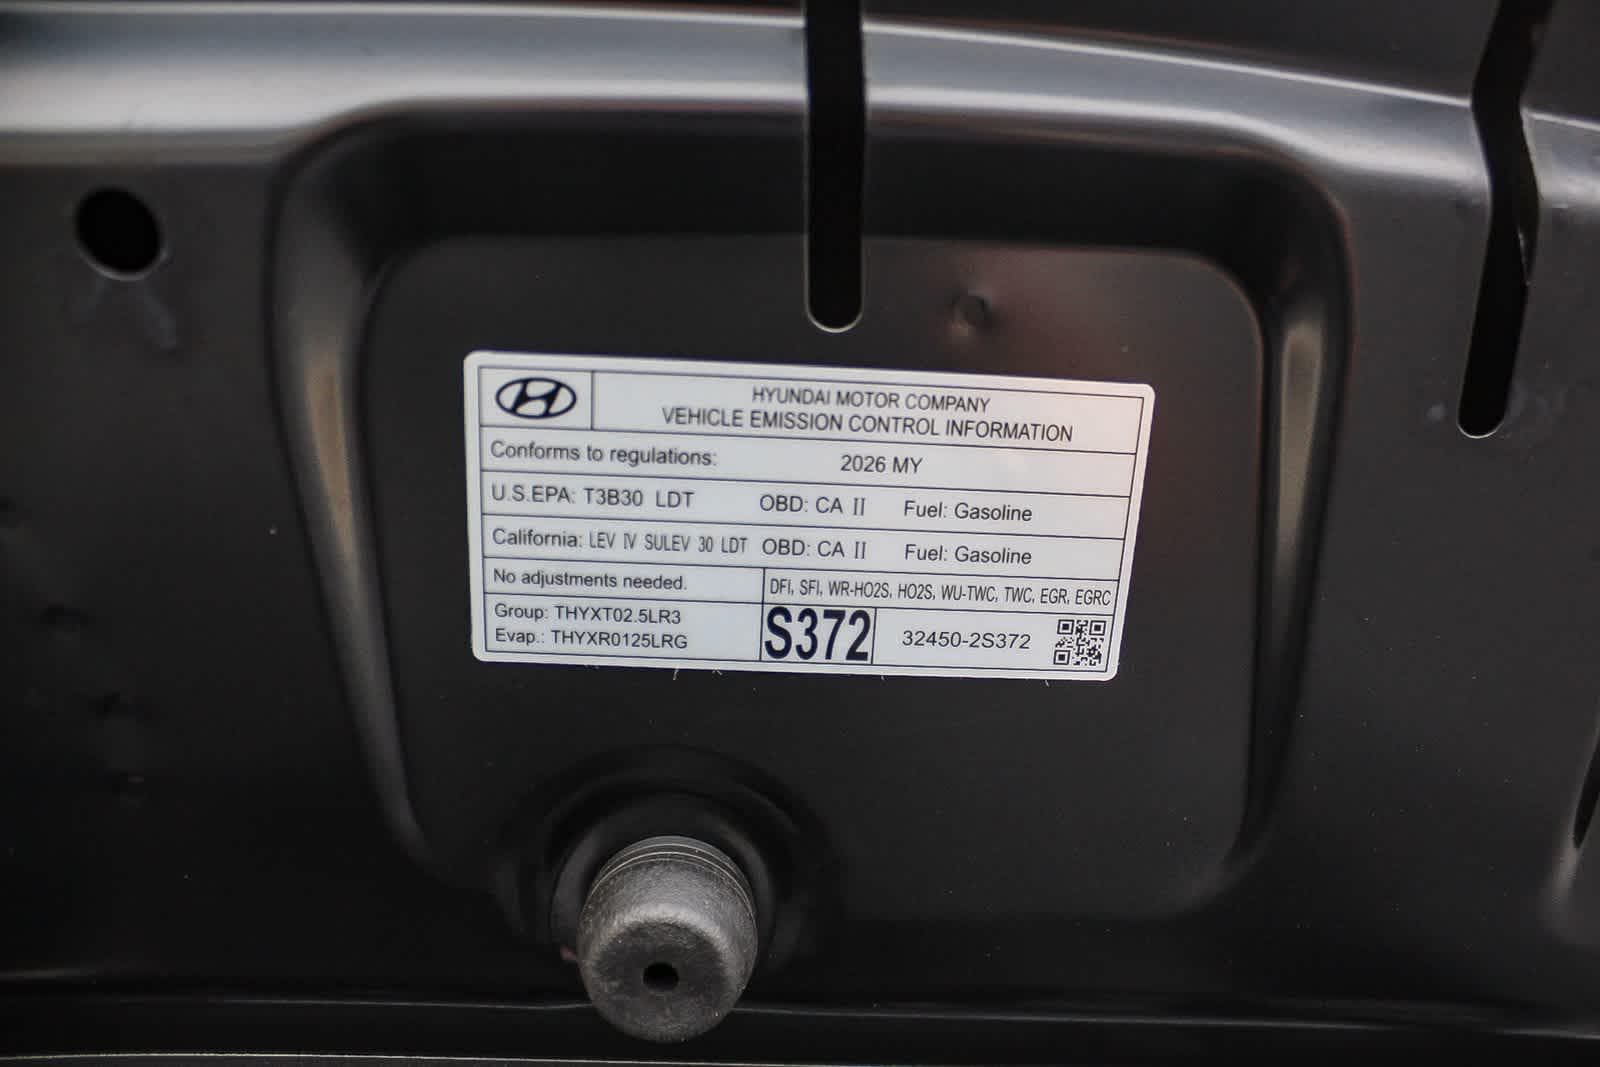 HYUNDAI MOTOR COMPANY
VEHICLE EMISSION CONTROL INFORMATION
Conforms to regulations: 2026 MY
U.S.EPA: T3B30 LDT OBD: CA II Fuel: Gasoline
California: LEV IV SULEV 30 LDT OBD: CA II Fuel: Gasoline
No adjustments needed. DFI, SFI, WR-HO2S, HO2S, WU-TWC, TWC, EGR, EGRC
Group: THYXT02.5LR3
Evap.: THYXR0125LRG
S372 32450-2S372